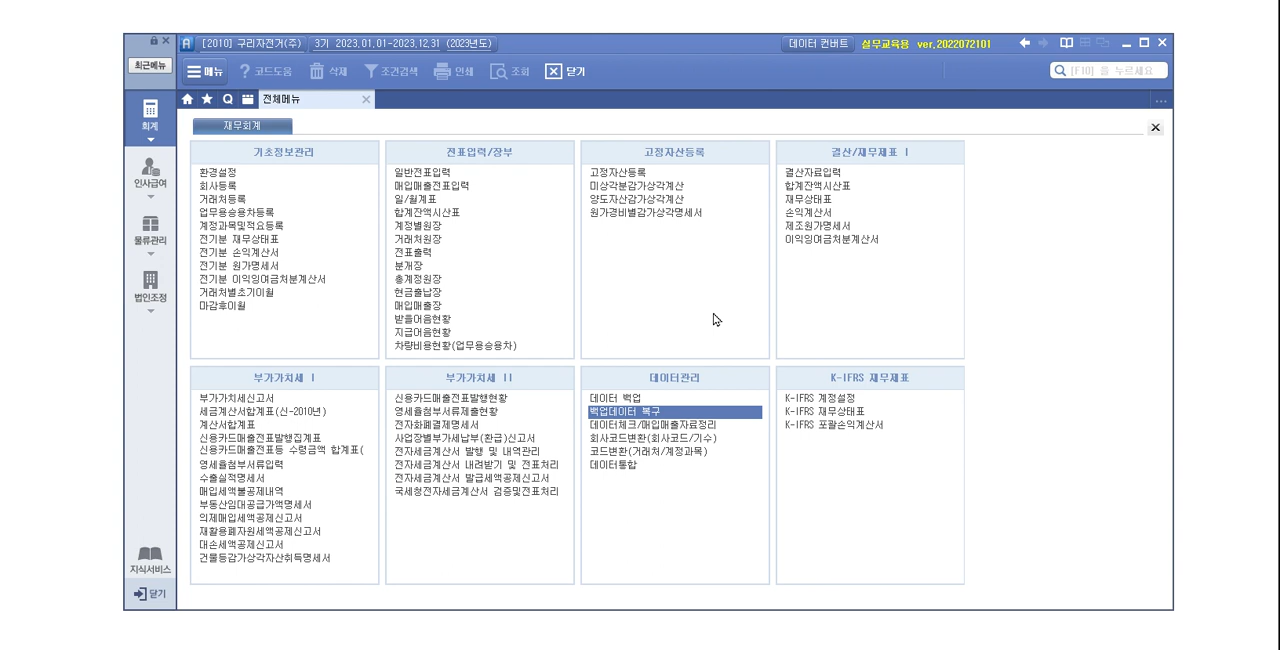 [2010] 구리자전거(주) 3기 2023.01.01-2023.12.31 (2023년도) 데이터 컨버트 실무교육용 ver.2022072101
최근메뉴
메뉴 코드도움 삭제 조건검색 인쇄 조회 닫기 [F10] 을 누르세요.
전체메뉴
회계
인사급여
물류관리
법인조정
지식서비스
닫기
재무회계
기초정보관리
환경설정
회사등록
거래처등록
업무용승용차등록
계정과목및적요등록
전기분 재무상태표
전기분 손익계산서
전기분 원가명세서
전기분 이익잉여금처분계산서
거래처별초기이월
마감후이월
전표입력/장부
일반전표입력
매입매출전표입력
일/월계표
합계잔액시산표
계정별원장
거래처원장
전표출력
분개장
총계정원장
현금출납장
매입매출장
받을어음현황
지급어음현황
차량비용현황(업무용승용차)
고정자산등록
고정자산등록
미상각분감가상각계산
양도자산감가상각계산
원가경비별감가상각명세서
결산/재무제표 I
결산자료입력
합계잔액시산표
재무상태표
손익계산서
제조원가명세서
이익잉여금처분계산서
부가가치세 I
부가가치세신고서
세금계산서합계표(신-2010년)
계산서합계표
신용카드매출전표발행집계표
신용카드매출전표등 수령금액 합계표(
영세율첨부서류입력
수출실적명세서
매입세액불공제내역
부동산임대공급가액명세서
의제매입세액공제신고서
재활용폐자원세액공제신고서
대손세액공제신고서
건물등감가상각자산취득명세서
부가가치세 II
신용카드매출전표발행현황
영세율첨부서류제출현황
전자화폐결제명세서
사업장별부가세납부(환급)신고서
전자세금계산서 발행 및 내역관리
전자세금계산서 내려받기 및 전표처리
전자세금계산서 발급세액공제신고서
국세청전자세금계산서 검증및전표처리
데이터관리
데이터 백업
백업데이터 복구
데이터체크/매입매출자료정리
회사코드변환(회사코드/기수)
코드변환(거래처/계정과목)
데이터통합
K-IFRS 재무제표
K-IFRS 계정설정
K-IFRS 재무상태표
K-IFRS 포괄손익계산서